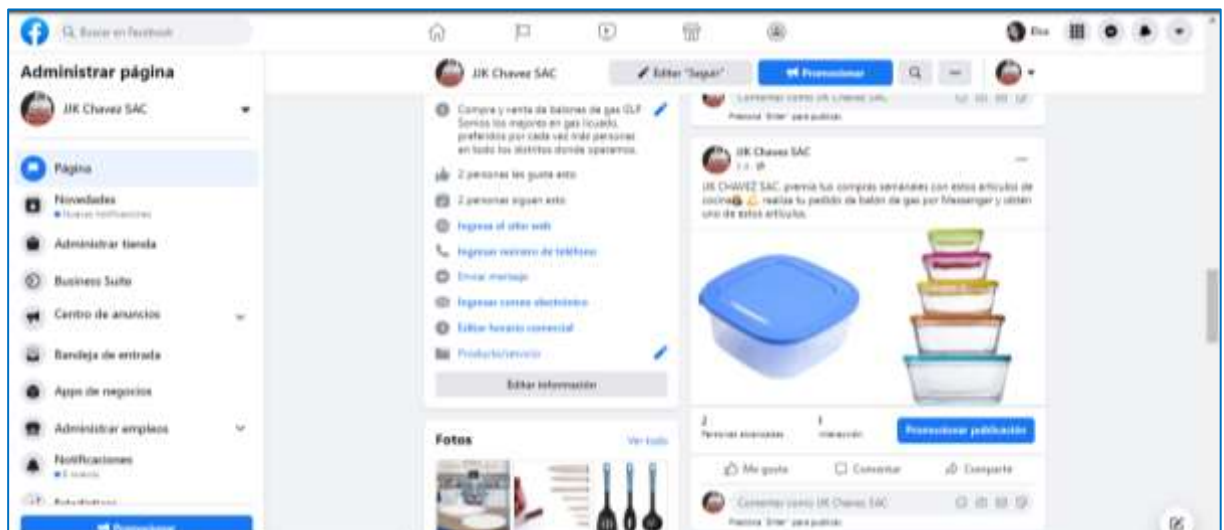 Buscar en Facebook
Elsa
Administrar página
JJK Chavez SAC
Página
Novedades
Nuevas notificaciones
Administrar tienda
Business Suite
Centro de anuncios
Bandeja de entrada
Apps de negocios
Administrar empleos
Notificaciones
Estadísticas
Promocionar
JJK Chavez SAC
Editar "Seguir"
Promocionar
Compra y venta de balones de gas GLP.
Somos los mejores en gas licuado,
preferidos por cada vez más personas
en todo los distritos donde operamos.
2 personas les gusta esto
2 personas siguen esto
Ingresa el sitio web
Ingresar número de teléfono
Enviar mensaje
Ingresar correo electrónico
Editar horario comercial
Producto/servicio
Editar información
Fotos
Ver todo
Comentar como JJK Chavez SAC
Presiona "Enter" para publicar.
JJK Chavez SAC
JJK CHAVEZ SAC, premia tus compras semanales con estos artículos de
cocina realiza tu pedido de balón de gas por Messenger y obtén
uno de estos artículos.
2
Personas alcanzadas
1
Interacción
Promocionar publicación
Me gusta
Comentar
Compartir
Comentar como JJK Chavez SAC
Presiona "Enter" para publicar.